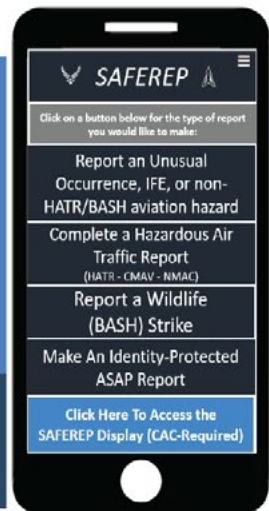 SAFEREP
Click on a button below for the type of report
you would like to make:
Report an Unusual
Occurrence, IFE, or non-
HATR/BASH aviation hazard
Complete a Hazardous Air
Traffic Report
(HATR - CMAV - NMAC)
Report a Wildlife
(BASH) Strike
Make An Identity-Protected
ASAP Report
Click Here To Access the
SAFEREP Display (CAC-Required)